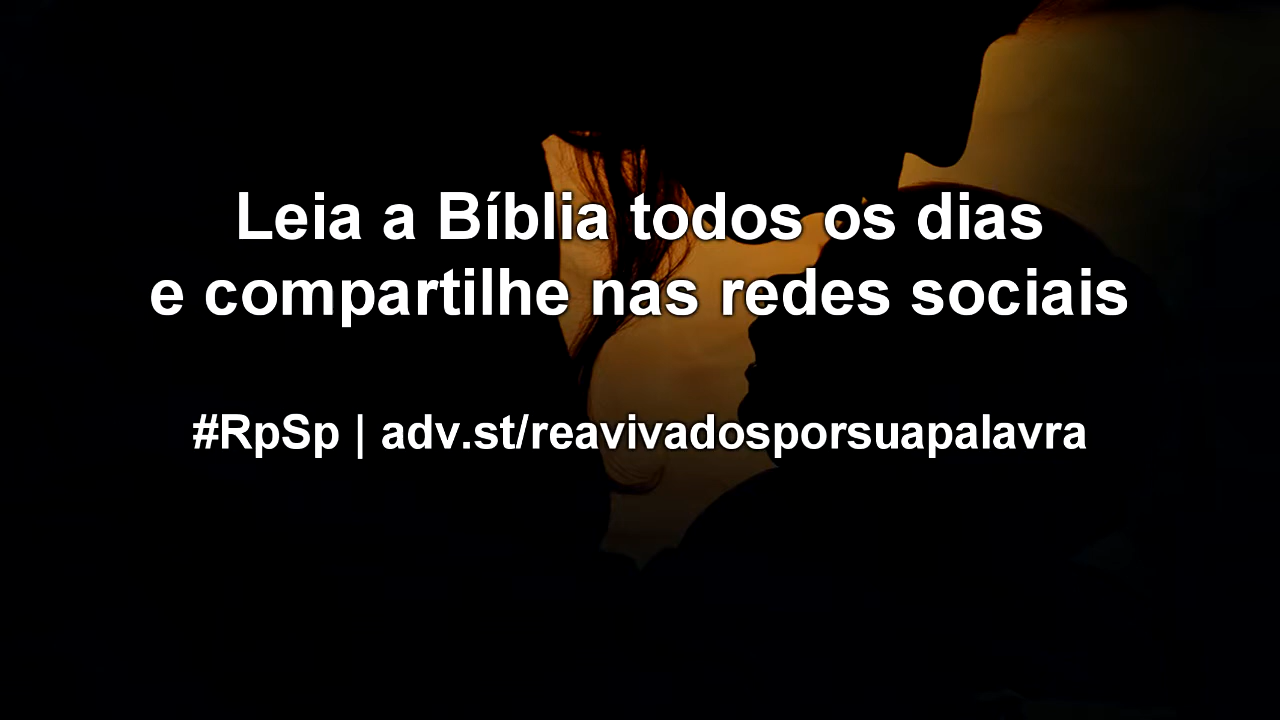 Leia a Bíblia todos os dias
e compartilhe nas redes sociais
#RpSp | adv.st/reavivadosporsuapalavra